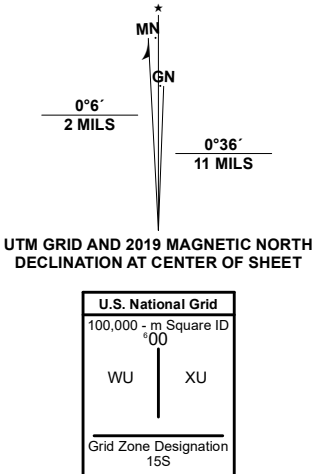 ★
MN
GN
0°6´
2 MILS
0°36´
11 MILS
UTM GRID AND 2019 MAGNETIC NORTH
DECLINATION AT CENTER OF SHEET
U.S. National Grid
100,000 - m Square ID
⁶00
WU XU
Grid Zone Designation
15S